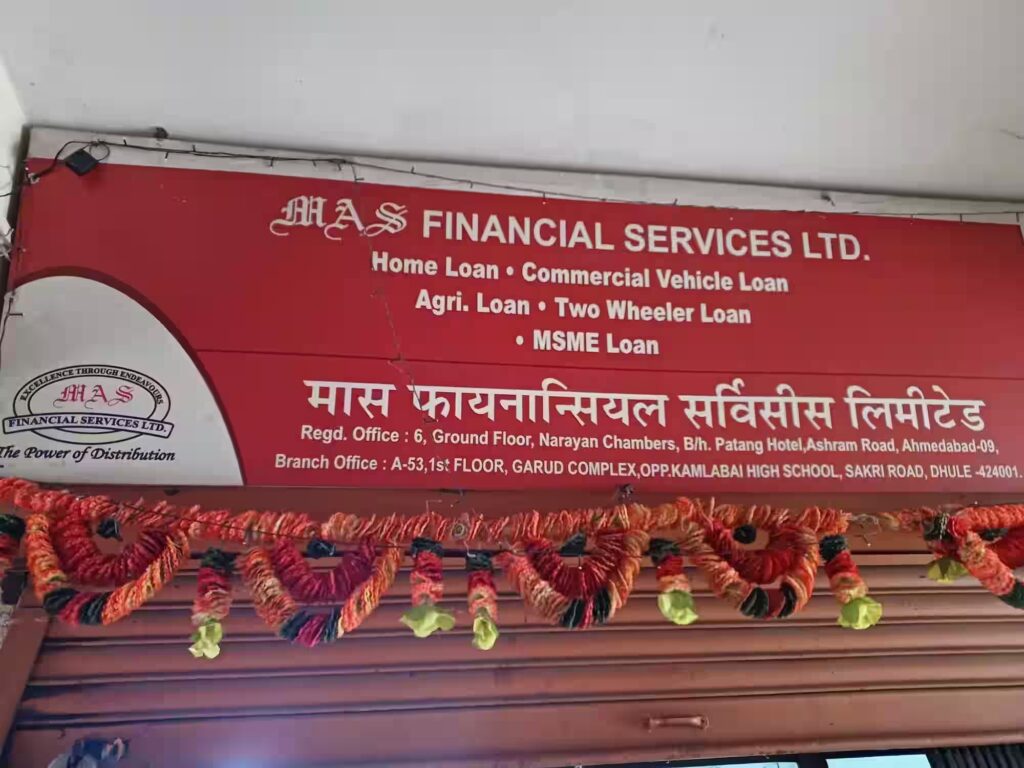 MAS FINANCIAL SERVICES LTD.
Home Loan • Commercial Vehicle Loan
Agri. Loan • Two Wheeler Loan
• MSME Loan
EXCELLENCE THROUGH ENDEAVOURS
MAS
FINANCIAL SERVICES LTD.
The Power of Distribution
मास फायनान्सियल सर्विसीस लिमीटेड
Regd. Office : 6, Ground Floor, Narayan Chambers, B/h. Patang Hotel,Ashram Road, Ahmedabad-09,
Branch Office : A-53,1st FLOOR, GARUD COMPLEX,OPP.KAMLABAI HIGH SCHOOL, SAKRI ROAD, DHULE -424001.